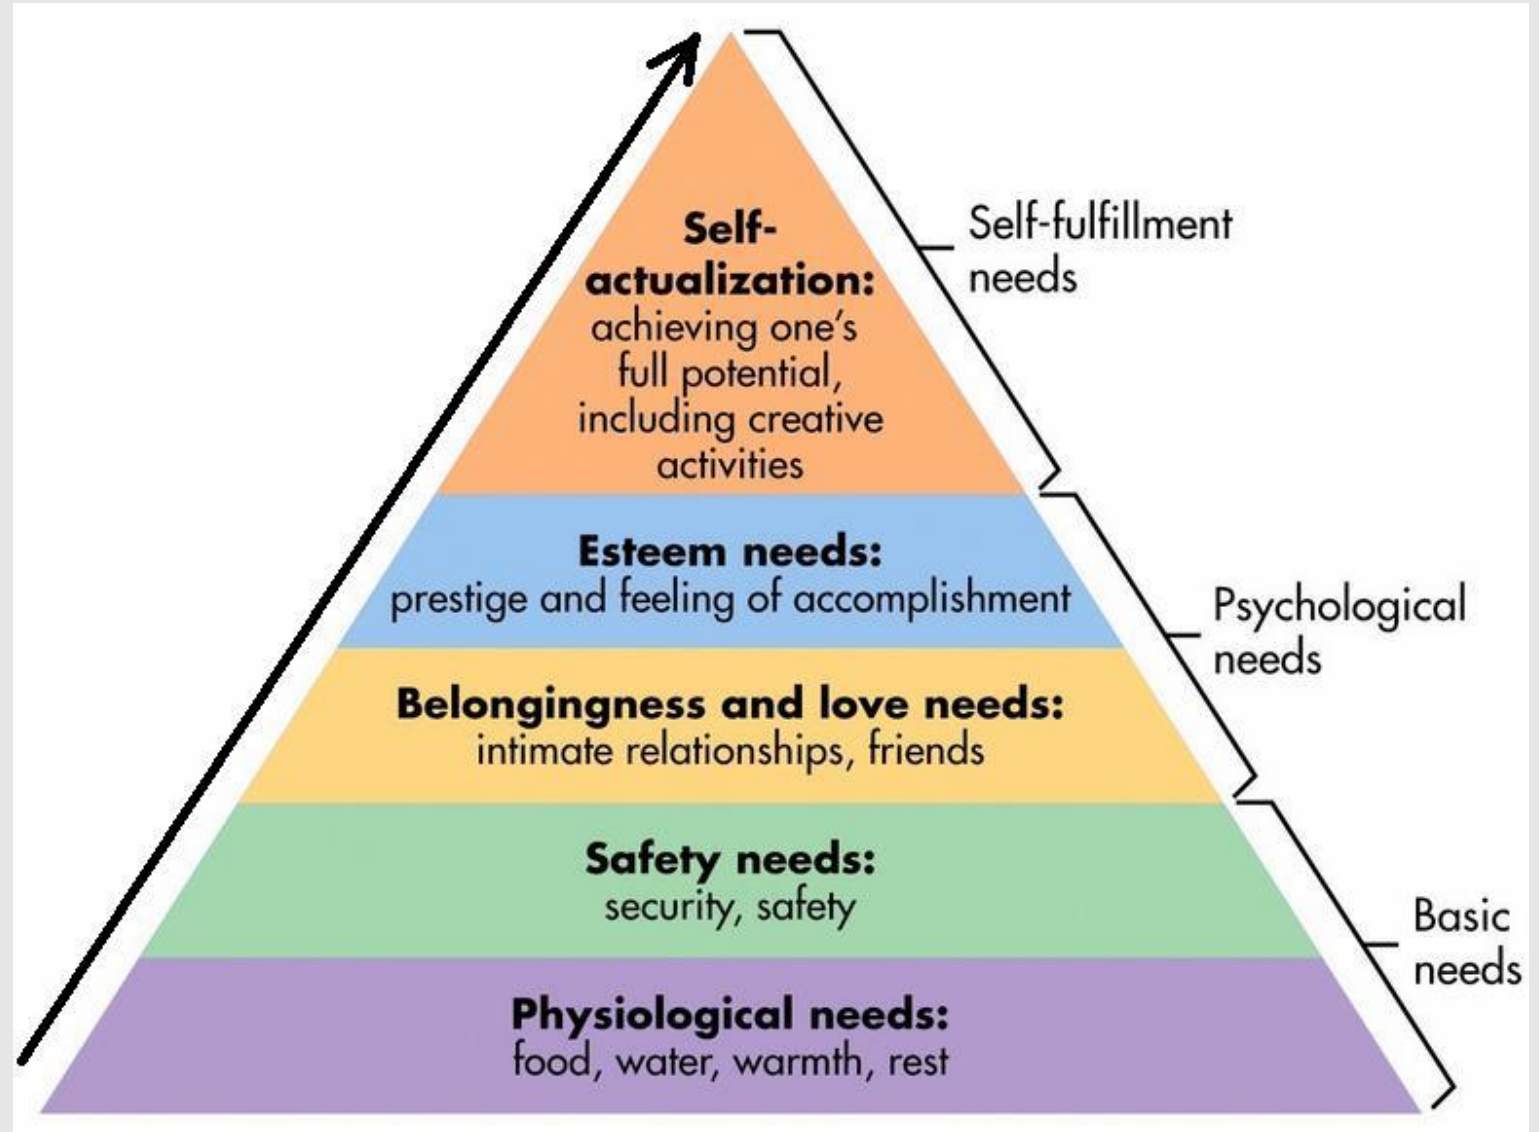 Self-
actualization:
achieving one's
full potential,
including creative
activities
Self-fulfillment
needs
Esteem needs:
prestige and feeling of accomplishment
Psychological
needs
Belongingness and love needs:
intimate relationships, friends
Safety needs:
security, safety
Basic
needs
Physiological needs:
food, water, warmth, rest